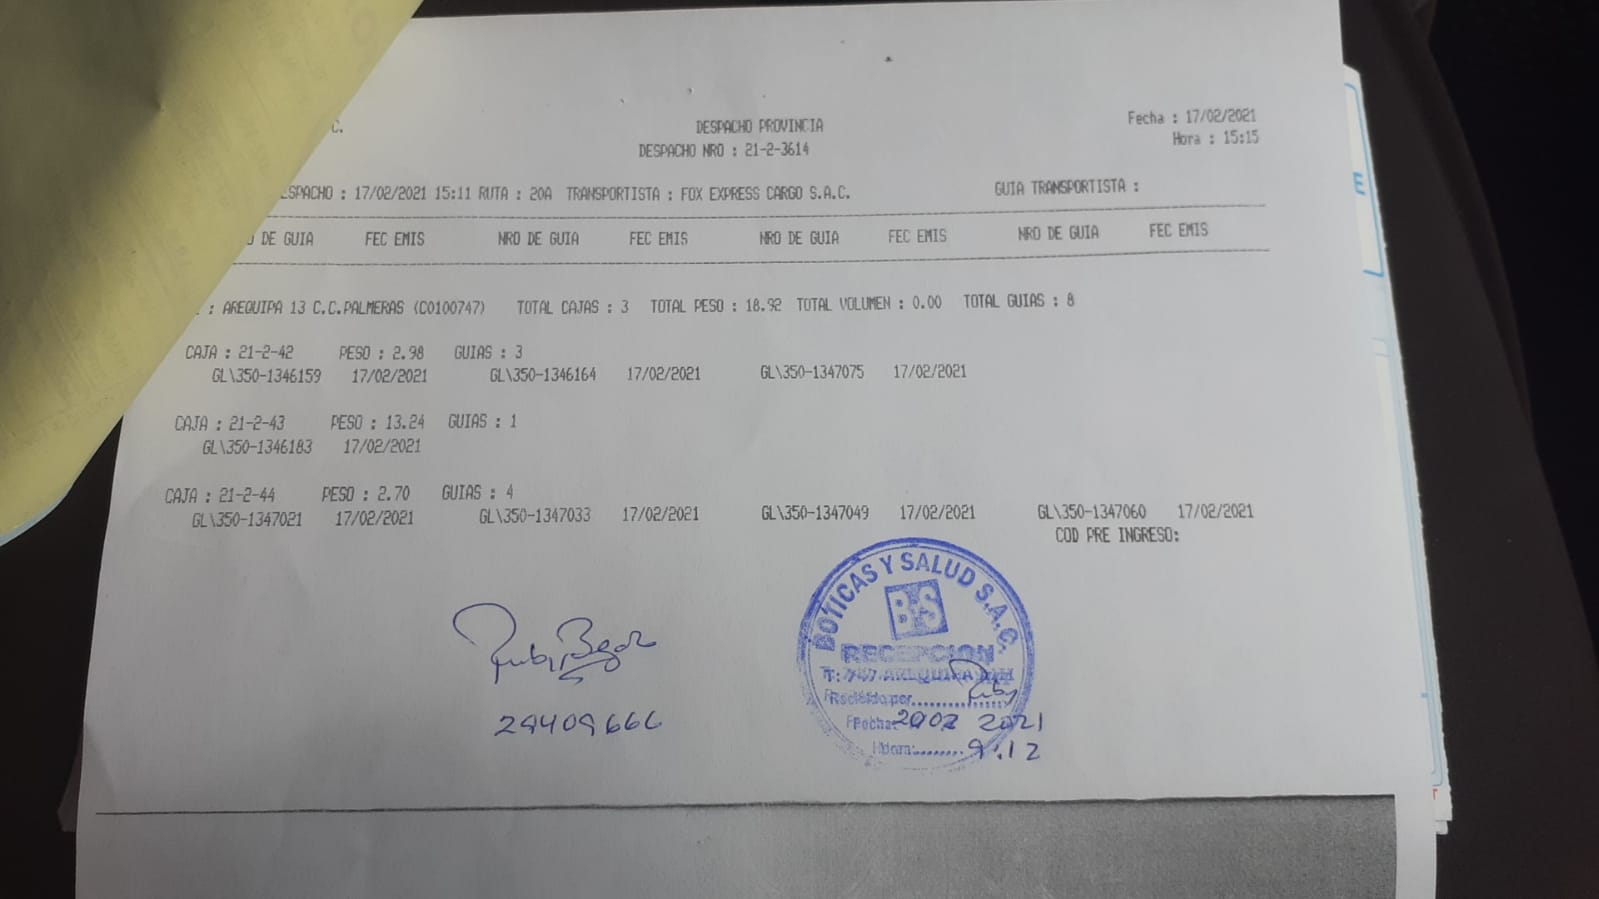 C.
DESPACHO PROVINCIA
Fecha : 17/02/2021
DESPACHO NRO : 21-2-3614
Hora : 15:15
ESPACHO : 17/02/2021 15:11 RUTA : 20A TRANSPORTISTA : FOX EXPRESS CARGO S.A.C. GUIA TRANSPORTISTA :
O DE GUIA FEC EMIS NRO DE GUIA FEC EMIS NRO DE GUIA FEC EMIS NRO DE GUIA FEC EMIS
: AREQUIPA 13 C.C.PALMERAS (C0100747) TOTAL CAJAS : 3 TOTAL PESO : 18.92 TOTAL VOLUMEN : 0.00 TOTAL GUIAS : 8
CAJA : 21-2-42 PESO : 2.98 GUIAS : 3
GL\350-1346159 17/02/2021 GL\350-1346164 17/02/2021 GL\350-1347075 17/02/2021
CAJA : 21-2-43 PESO : 13.24 GUIAS : 1
GL\350-1346183 17/02/2021
CAJA : 21-2-44 PESO : 2.70 GUIAS : 4
GL\350-1347021 17/02/2021 GL\350-1347033 17/02/2021 GL\350-1347049 17/02/2021 GL\350-1347060 17/02/2021
COD PRE INGRESO:
29409666
BOTICAS Y SALUD S.A.C.
B·S
RECEPCION
T: 747 AREQUIPA
Recibido por Ruby
Fecha: 20 02 2021
Hora: 9:12
E